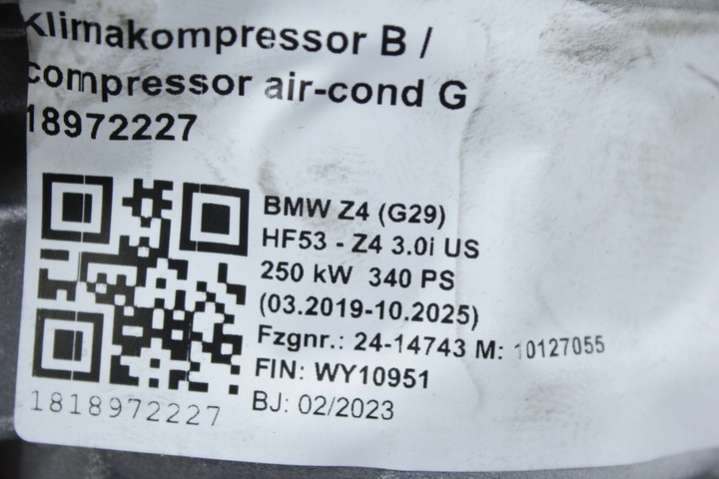 Klimakompressor B /
compressor air-cond G
18972227
BMW Z4 (G29)
HF53 - Z4 3.0i US
250 kW 340 PS
(03.2019-10.2025)
Fzgnr.: 24-14743 M: 10127055
FIN: WY10951
BJ: 02/2023
1818972227